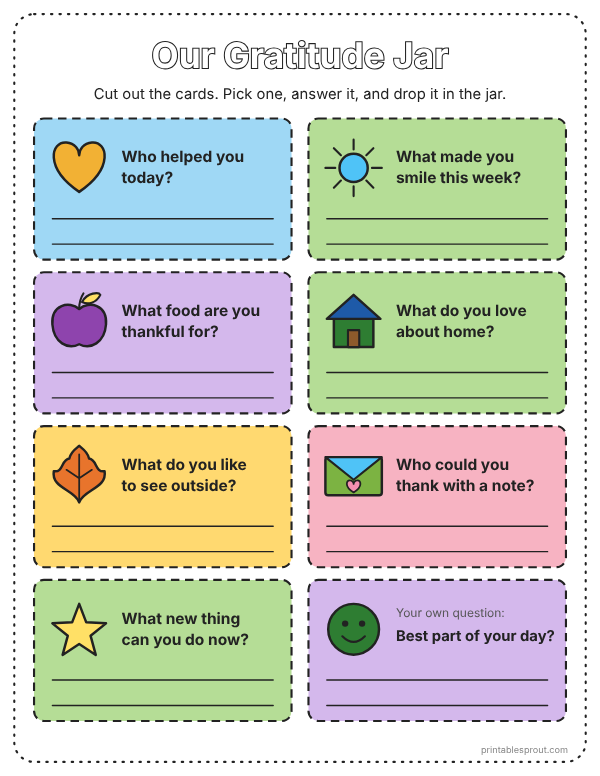 Our Gratitude Jar
Cut out the cards. Pick one, answer it, and drop it in the jar.
Who helped you
today?
What made you
smile this week?
What food are you
thankful for?
What do you love
about home?
What do you like
to see outside?
Who could you
thank with a note?
What new thing
can you do now?
Your own question:
Best part of your day?
printablesprout.com